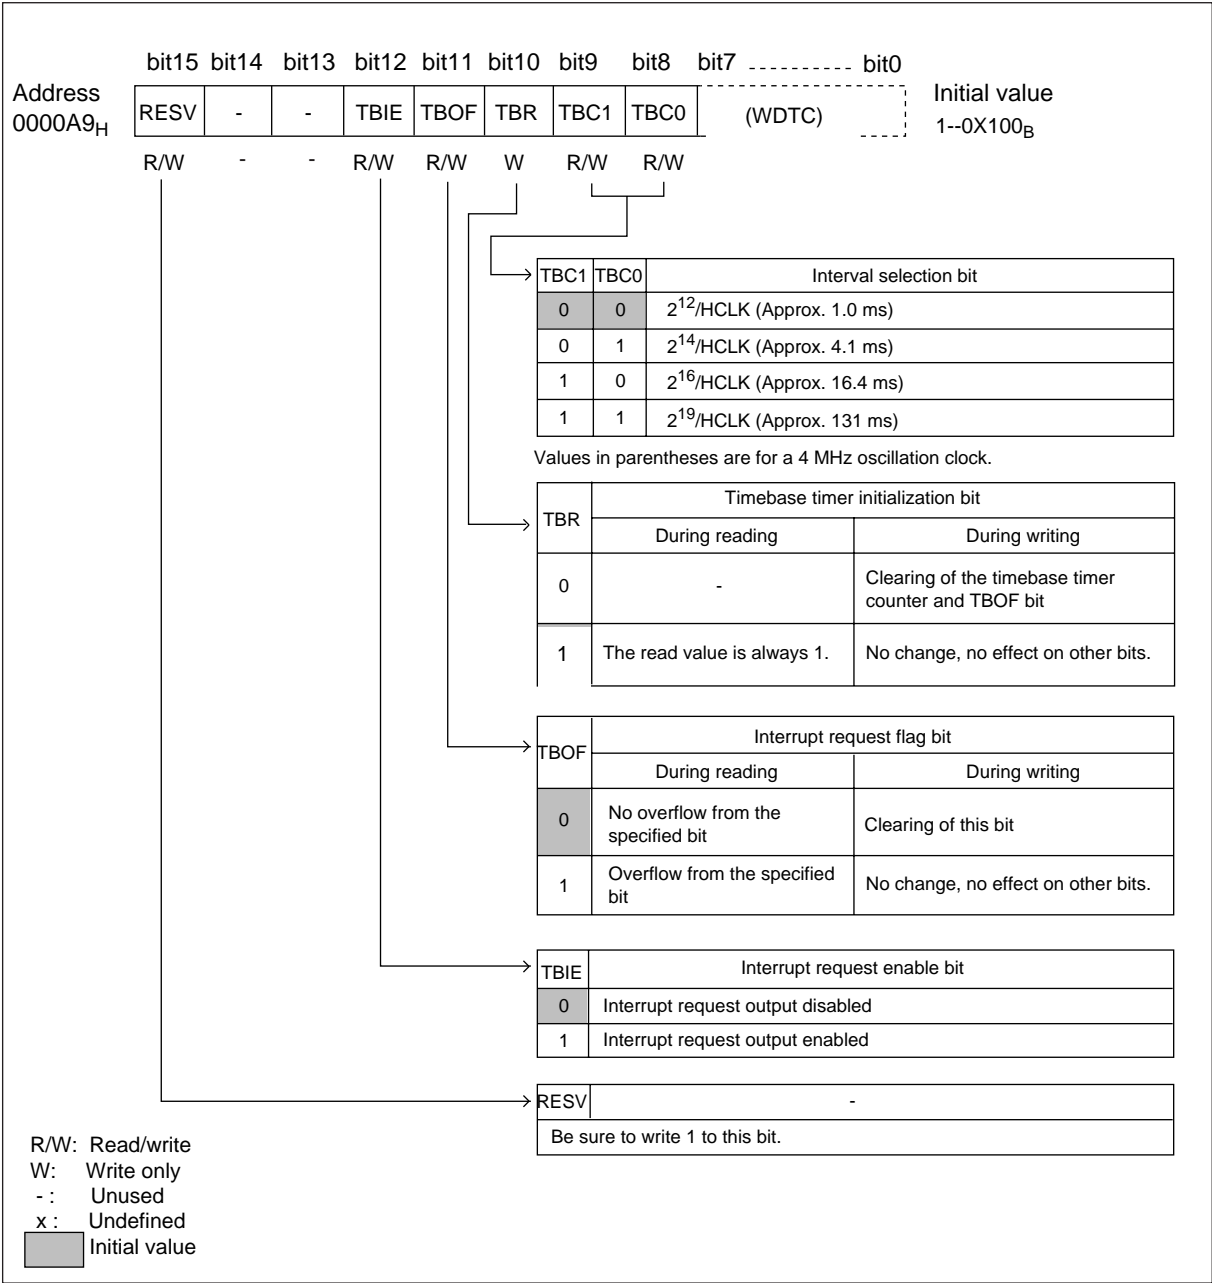 bit15 bit14 bit13 bit12 bit11 bit10 bit9 bit8 bit7 bit0
Address
0000A9H
RESV - - TBIE TBOF TBR TBC1 TBC0 (WDTC)
Initial value
1--0X100B
R/W - - R/W R/W W R/W R/W
TBC1 TBC0 Interval selection bit
0 0 2^12/HCLK (Approx. 1.0 ms)
0 1 2^14/HCLK (Approx. 4.1 ms)
1 0 2^16/HCLK (Approx. 16.4 ms)
1 1 2^19/HCLK (Approx. 131 ms)
Values in parentheses are for a 4 MHz oscillation clock.
TBR
Timebase timer initialization bit
During reading During writing
0 - Clearing of the timebase timer
counter and TBOF bit
1 The read value is always 1. No change, no effect on other bits.
TBOF
Interrupt request flag bit
During reading During writing
0 No overflow from the
specified bit
Clearing of this bit
1 Overflow from the specified
bit
No change, no effect on other bits.
TBIE Interrupt request enable bit
0 Interrupt request output disabled
1 Interrupt request output enabled
RESV -
Be sure to write 1 to this bit.
R/W: Read/write
W: Write only
- : Unused
x : Undefined
Initial value